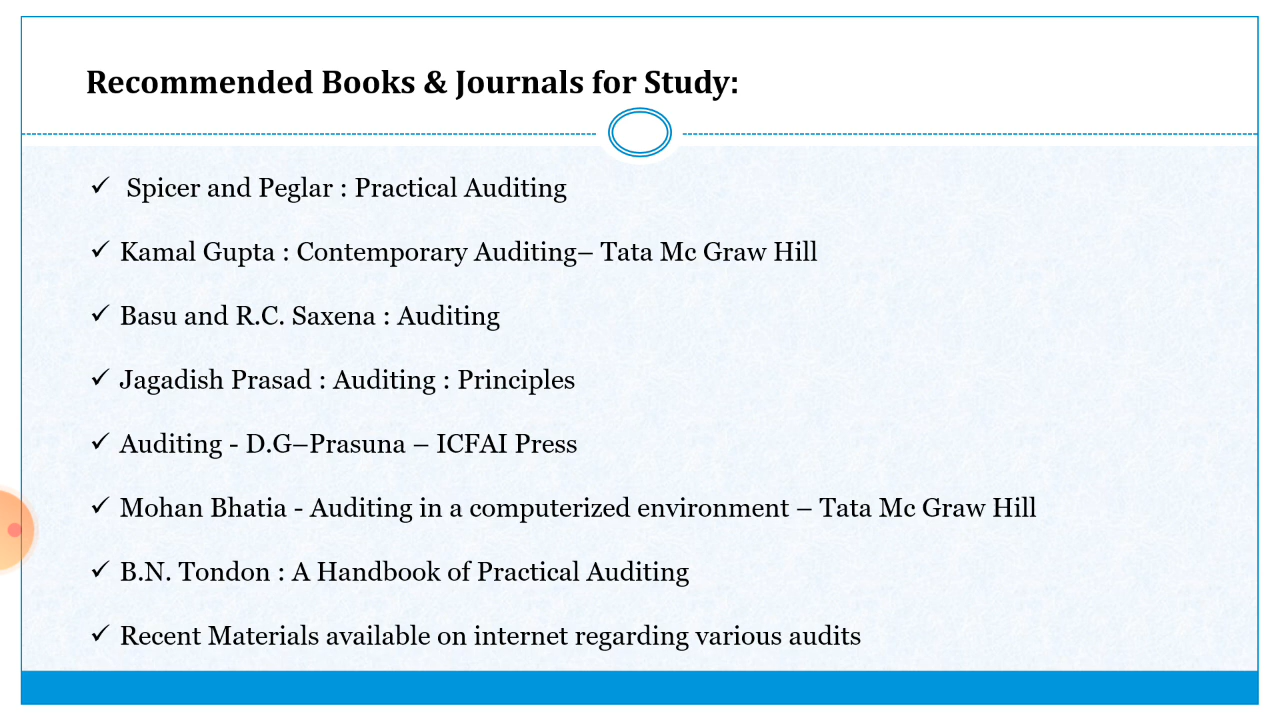 Recommended Books & Journals for Study:
✓ Spicer and Peglar : Practical Auditing
✓ Kamal Gupta : Contemporary Auditing– Tata Mc Graw Hill
✓ Basu and R.C. Saxena : Auditing
✓ Jagadish Prasad : Auditing : Principles
✓ Auditing - D.G–Prasuna – ICFAI Press
✓ Mohan Bhatia - Auditing in a computerized environment – Tata Mc Graw Hill
✓ B.N. Tondon : A Handbook of Practical Auditing
✓ Recent Materials available on internet regarding various audits